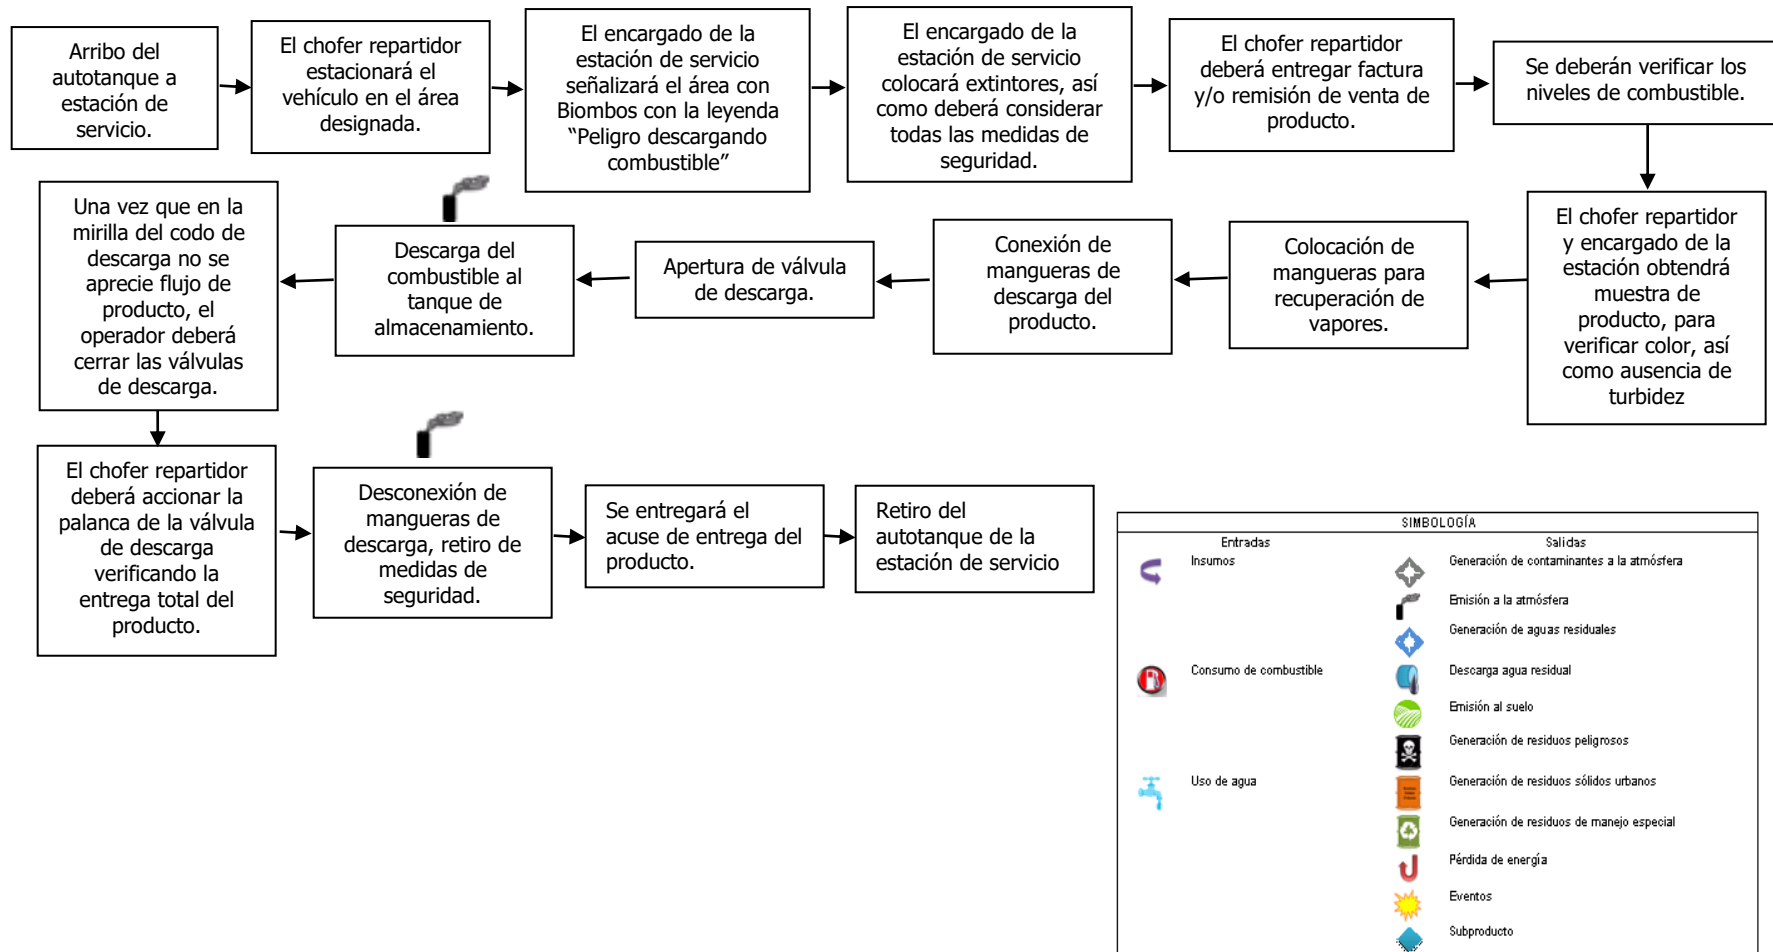 Arribo del
autotanque a
estación de
servicio.
El chofer repartidor
estacionará el
vehículo en el área
designada.
El encargado de la
estación de servicio
señalizará el área con
Biombos con la leyenda
“Peligro descargando
combustible”
El encargado de la
estación de servicio
colocará extintores, así
como deberá considerar
todas las medidas de
seguridad.
El chofer repartidor
deberá entregar factura
y/o remisión de venta de
producto.
Se deberán verificar los
niveles de combustible.
El chofer repartidor
y encargado de la
estación obtendrá
muestra de
producto, para
verificar color, así
como ausencia de
turbidez
Colocación de
mangueras para
recuperación de
vapores.
Conexión de
mangueras de
descarga del
producto.
Apertura de válvula
de descarga.
Descarga del
combustible al
tanque de
almacenamiento.
Una vez que en la
mirilla del codo de
descarga no se
aprecie flujo de
producto, el
operador deberá
cerrar las válvulas
de descarga.
El chofer repartidor
deberá accionar la
palanca de la válvula
de descarga
verificando la
entrega total del
producto.
Desconexión de
mangueras de
descarga, retiro de
medidas de
seguridad.
Se entregará el
acuse de entrega del
producto.
Retiro del
autotanque de la
estación de servicio
SIMBOLOGÍA
Entradas
Salidas
Insumos
Generación de contaminantes a la atmósfera
Emisión a la atmósfera
Generación de aguas residuales
Consumo de combustible
Descarga agua residual
Emisión al suelo
Generación de residuos peligrosos
Uso de agua
Generación de residuos sólidos urbanos
Generación de residuos de manejo especial
Pérdida de energía
Eventos
Subproducto